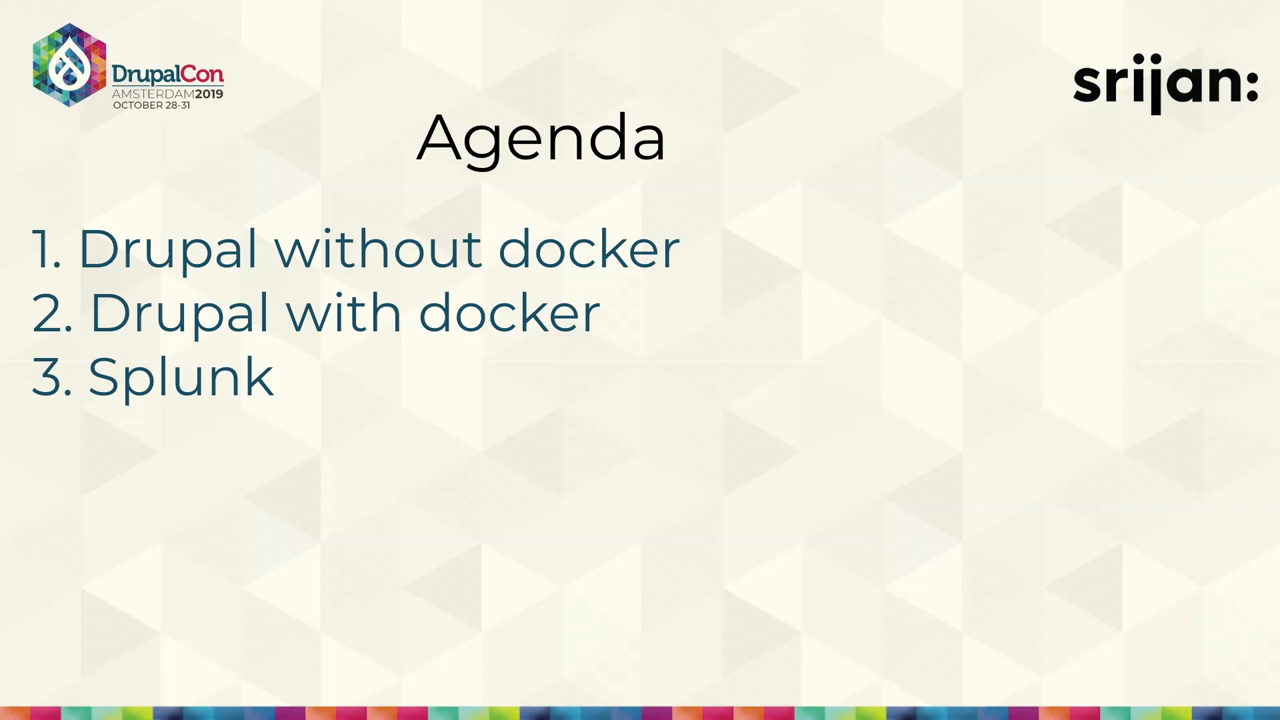 DrupalCon
AMSTERDAM2019
OCTOBER 28-31
srijan:
Agenda
1. Drupal without docker
2. Drupal with docker
3. Splunk